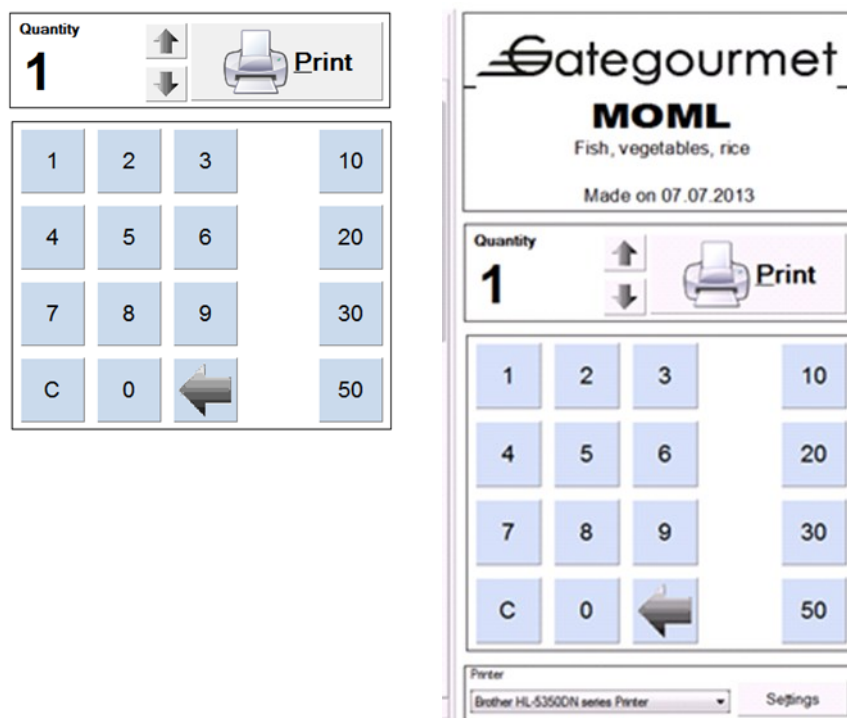 Quantity
1
Print
1 2 3 10
4 5 6 20
7 8 9 30
C 0 50
Gategourmet
MOML
Fish, vegetables, rice
Made on 07.07.2013
Quantity
1
Print
1 2 3 10
4 5 6 20
7 8 9 30
C 0 50
Printer
Brother HL-5350DN series Printer
Settings